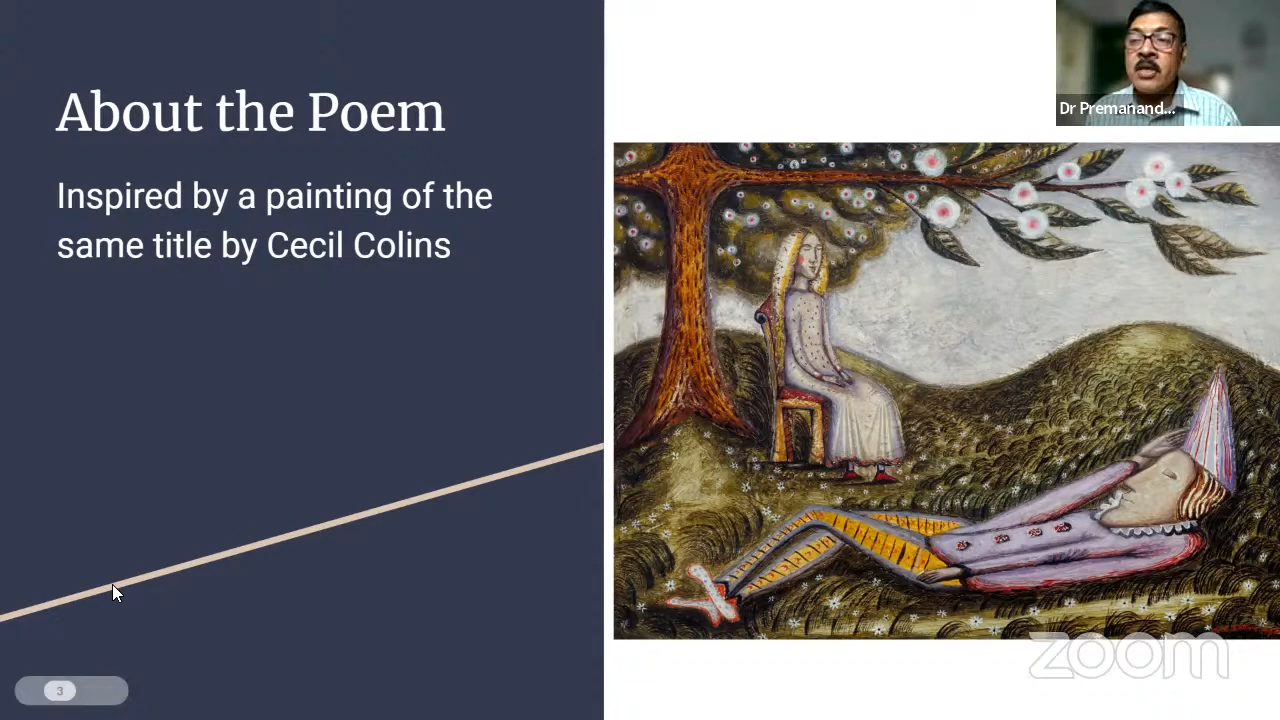 About the Poem
Inspired by a painting of the
same title by Cecil Colins
Dr Premanand...
zoom
3